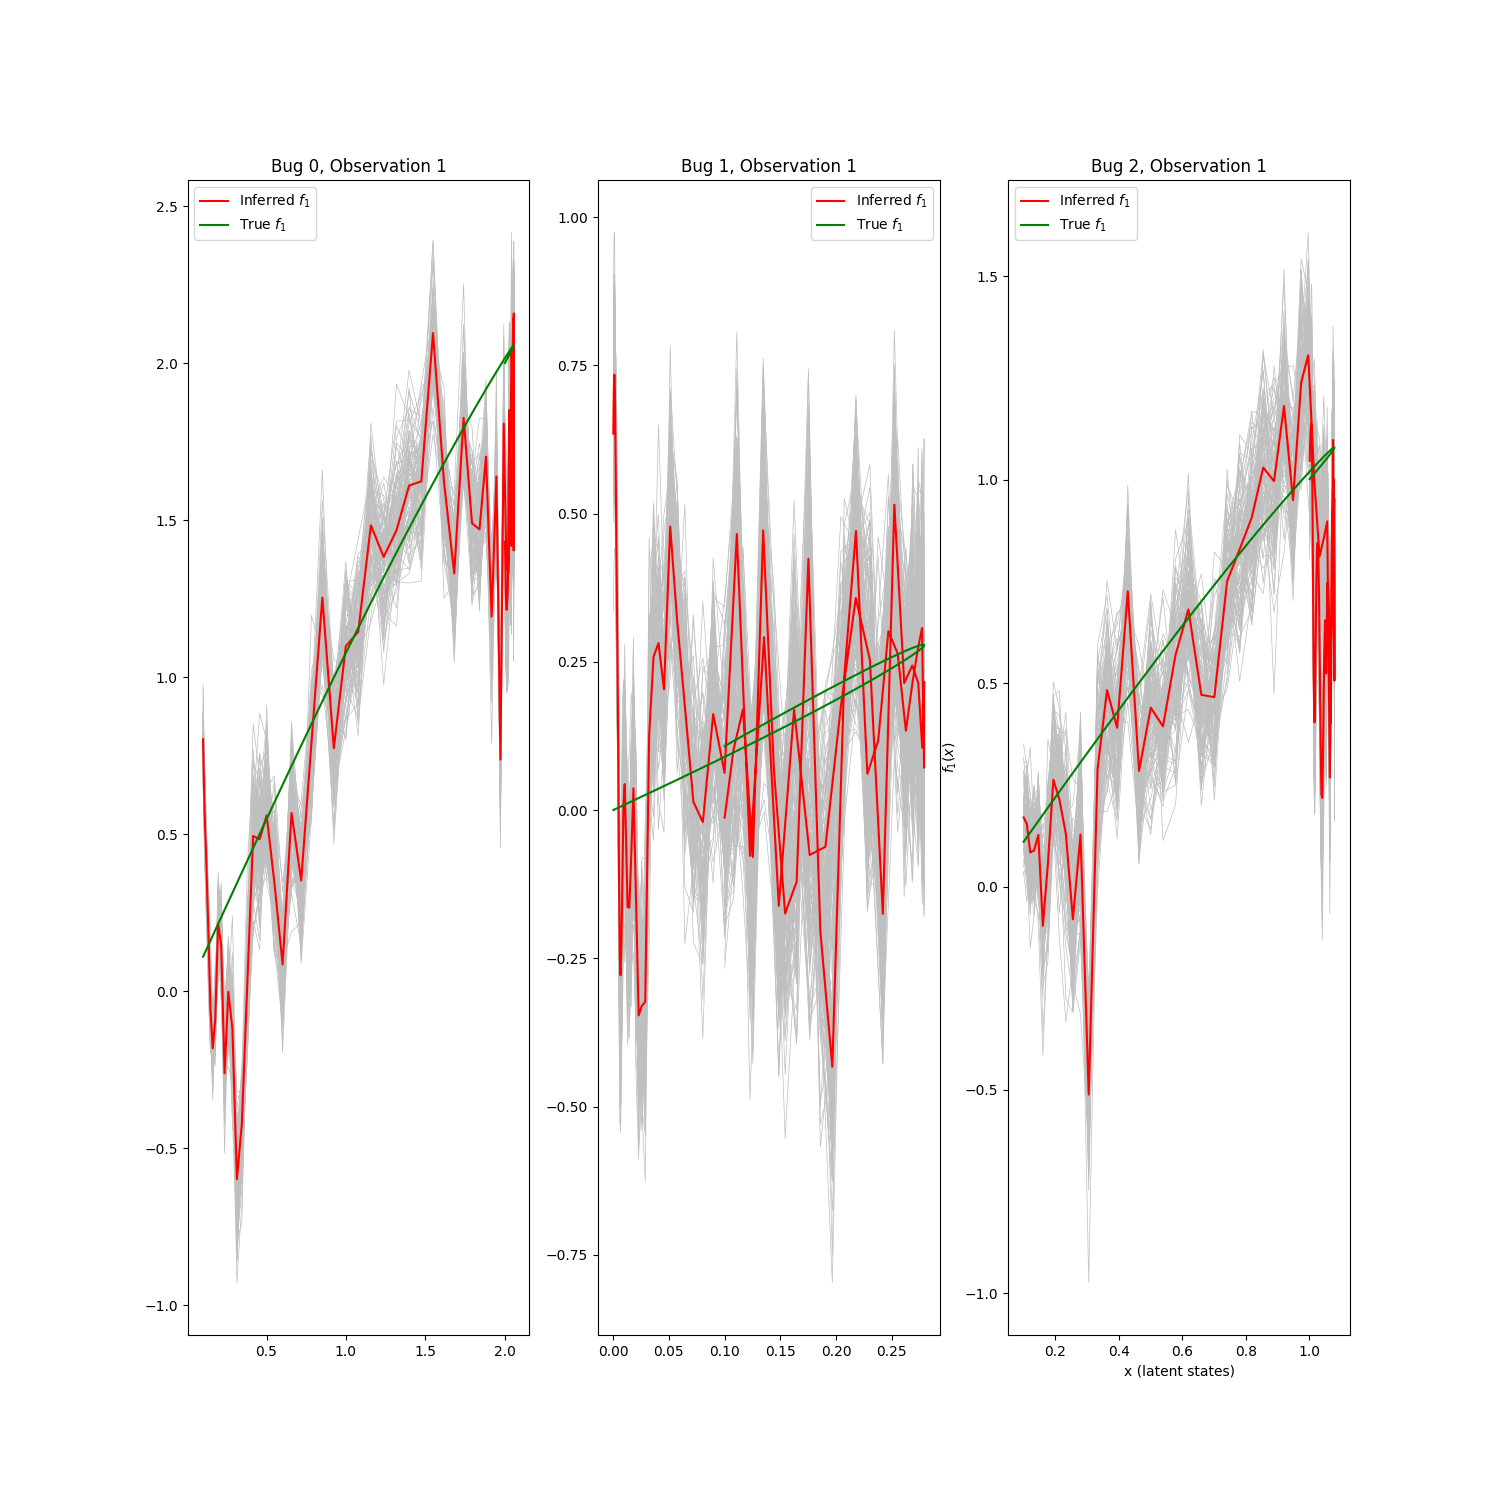 Bug 0, Observation 1
Inferred f₁
True f₁
2.5
2.0
1.5
1.0
0.5
0.0
−0.5
−1.0
0.5 1.0 1.5 2.0
Bug 1, Observation 1
Inferred f₁
True f₁
1.00
0.75
0.50
0.25
0.00
−0.25
−0.50
−0.75
0.00 0.05 0.10 0.15 0.20 0.25
Bug 2, Observation 1
Inferred f₁
True f₁
f₁(x)
1.5
1.0
0.5
0.0
−0.5
−1.0
0.2 0.4 0.6 0.8 1.0
x (latent states)